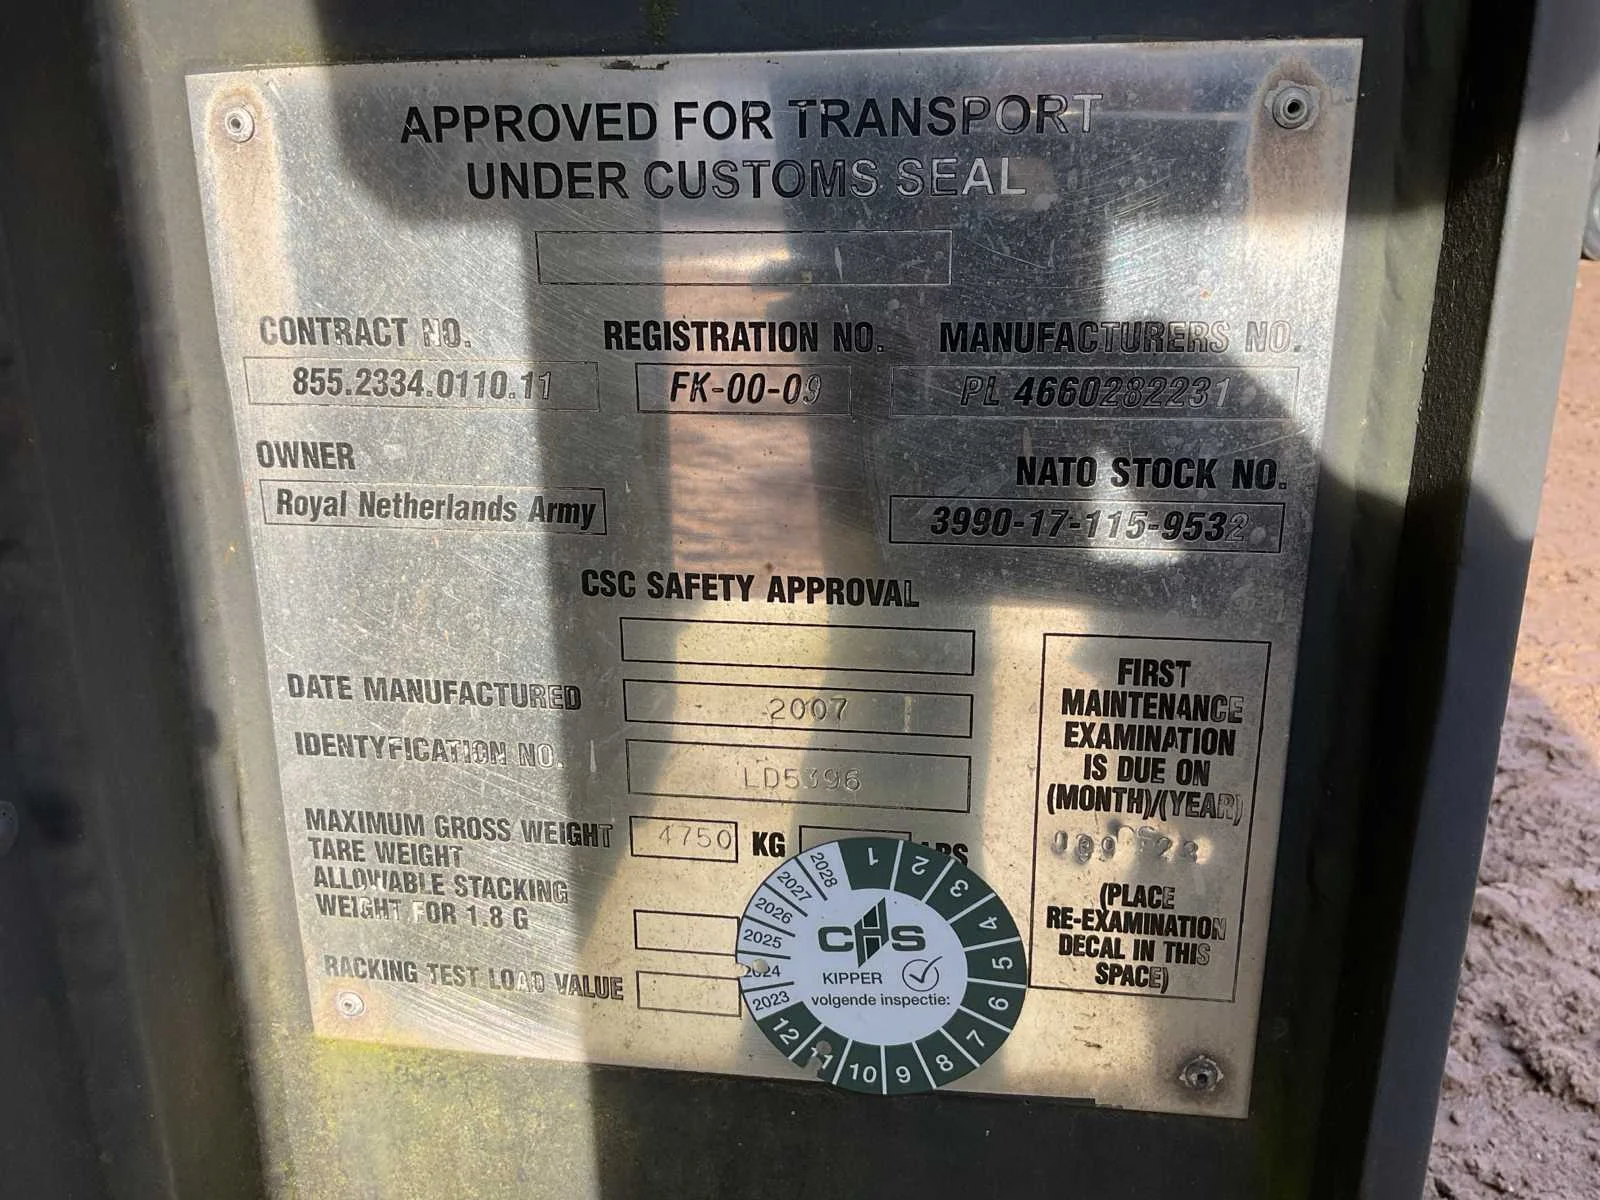 APPROVED FOR TRANSPORT
UNDER CUSTOMS SEAL
CONTRACT NO. REGISTRATION NO. MANUFACTURERS NO.
855.2334.0110.11 FK-00-09 PL 4660282231
OWNER
NATO STOCK NO.
Royal Netherlands Army
3990-17-115-9532
CSC SAFETY APPROVAL
DATE MANUFACTURED 2007
IDENTYFICATION NO. LD5396
MAXIMUM GROSS WEIGHT 4750 KG
TARE WEIGHT
ALLOWABLE STACKING
WEIGHT FOR 1.8 G
RACKING TEST LOAD VALUE
FIRST
MAINTENANCE
EXAMINATION
IS DUE ON
(MONTH)/(YEAR)
(PLACE
RE-EXAMINATION
DECAL IN THIS
SPACE)
2023 2024 2025 2026 2027 2028
1 2 3 4 5 6 7 8 9 10 11 12
CHS
KIPPER
volgende inspectie: